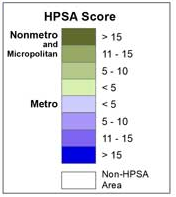 HPSA Score
Nonmetro > 15
and
Micropolitan 11 - 15
5 - 10
< 5
Metro < 5
5 - 10
11 - 15
> 15
Non-HPSA
Area